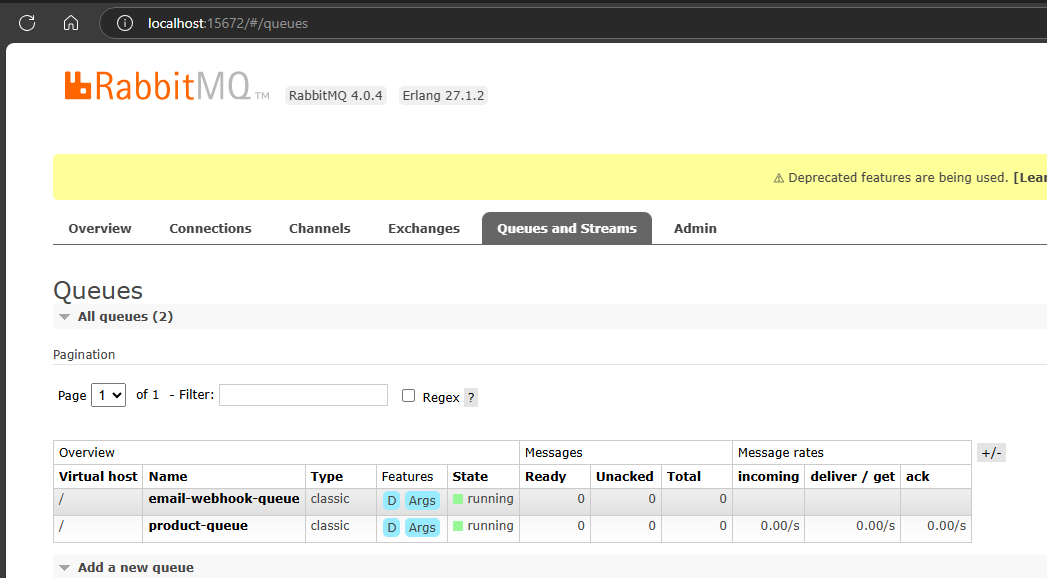 localhost:15672/#/queues
RabbitMQ TM RabbitMQ 4.0.4 Erlang 27.1.2
⚠ Deprecated features are being used. [Lear
Overview Connections Channels Exchanges Queues and Streams Admin
Queues
All queues (2)
Pagination
Page 1 of 1 - Filter: Regex ?
Overview Messages Message rates +/-
Virtual host Name Type Features State Ready Unacked Total incoming deliver / get ack
/ email-webhook-queue classic D Args running 0 0 0
/ product-queue classic D Args running 0 0 0 0.00/s 0.00/s 0.00/s
Add a new queue